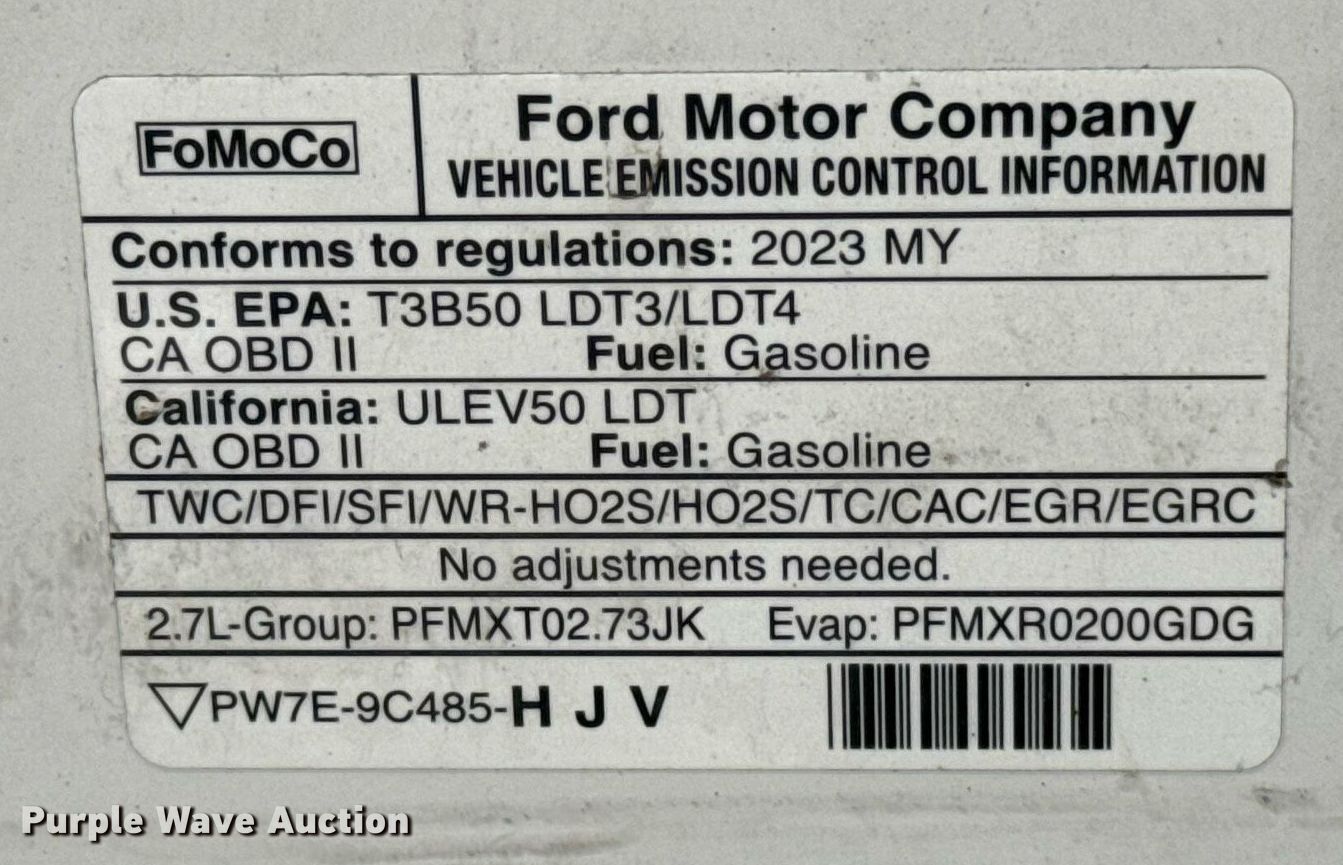 FoMoCo
Ford Motor Company
VEHICLE EMISSION CONTROL INFORMATION
Conforms to regulations: 2023 MY
U.S. EPA: T3B50 LDT3/LDT4
CA OBD II Fuel: Gasoline
California: ULEV50 LDT
CA OBD II Fuel: Gasoline
TWC/DFI/SFI/WR-HO2S/HO2S/TC/CAC/EGR/EGRC
No adjustments needed.
2.7L-Group: PFMXT02.73JK Evap: PFMXR0200GDG
PW7E-9C485-H J V
Purple Wave Auction